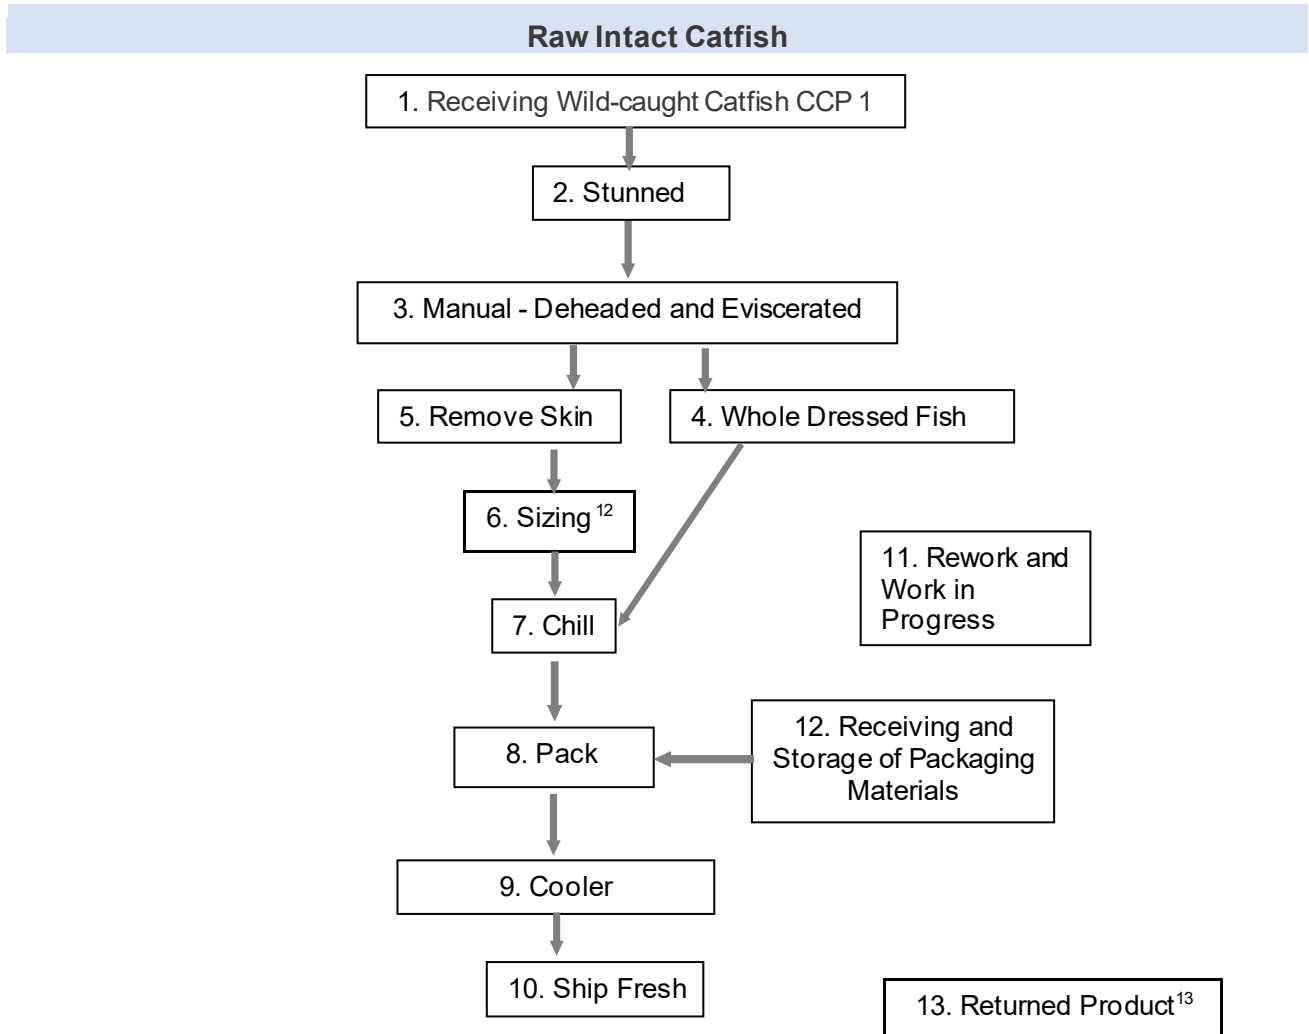 Raw Intact Catfish
1. Receiving Wild-caught Catfish CCP 1
2. Stunned
3. Manual - Deheaded and Eviscerated
5. Remove Skin
4. Whole Dressed Fish
6. Sizing 12
11. Rework and
Work in
Progress
7. Chill
12. Receiving and
Storage of Packaging
Materials
8. Pack
9. Cooler
10. Ship Fresh
13. Returned Product13